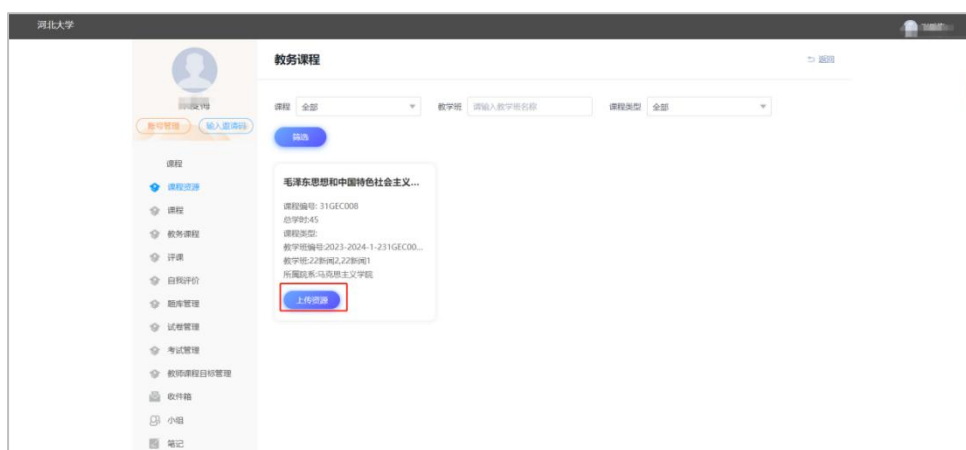 河北大学
教务课程
返回
课程 全部 教学班 请输入教学班名称 课程类型 全部
筛选
账号管理 输入邀请码
课程
课程资源
课程
教务课程
评课
自我评价
题库管理
试卷管理
考试管理
教师课程目标管理
收件箱
小组
笔记
毛泽东思想和中国特色社会主义...
课程编号: 31GEC008
总学时:45
课程类型:
教学班编号:2023-2024-1-231GEC00...
教学班:22新闻2,22新闻1
所属院系:马克思主义学院
上传资源